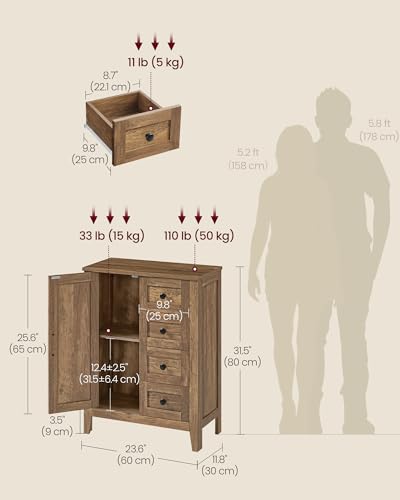 11 lb (5 kg)
8.7"
(22.1 cm)
9.8"
(25 cm)
5.8 ft
(178 cm)
5.2 ft
(158 cm)
33 lb (15 kg)
110 lb (50 kg)
9.8"
(25 cm)
25.6"
(65 cm)
31.5"
(80 cm)
12.4±2.5"
(31.5±6.4 cm)
3.5"
(9 cm)
23.6"
(60 cm)
11.8"
(30 cm)